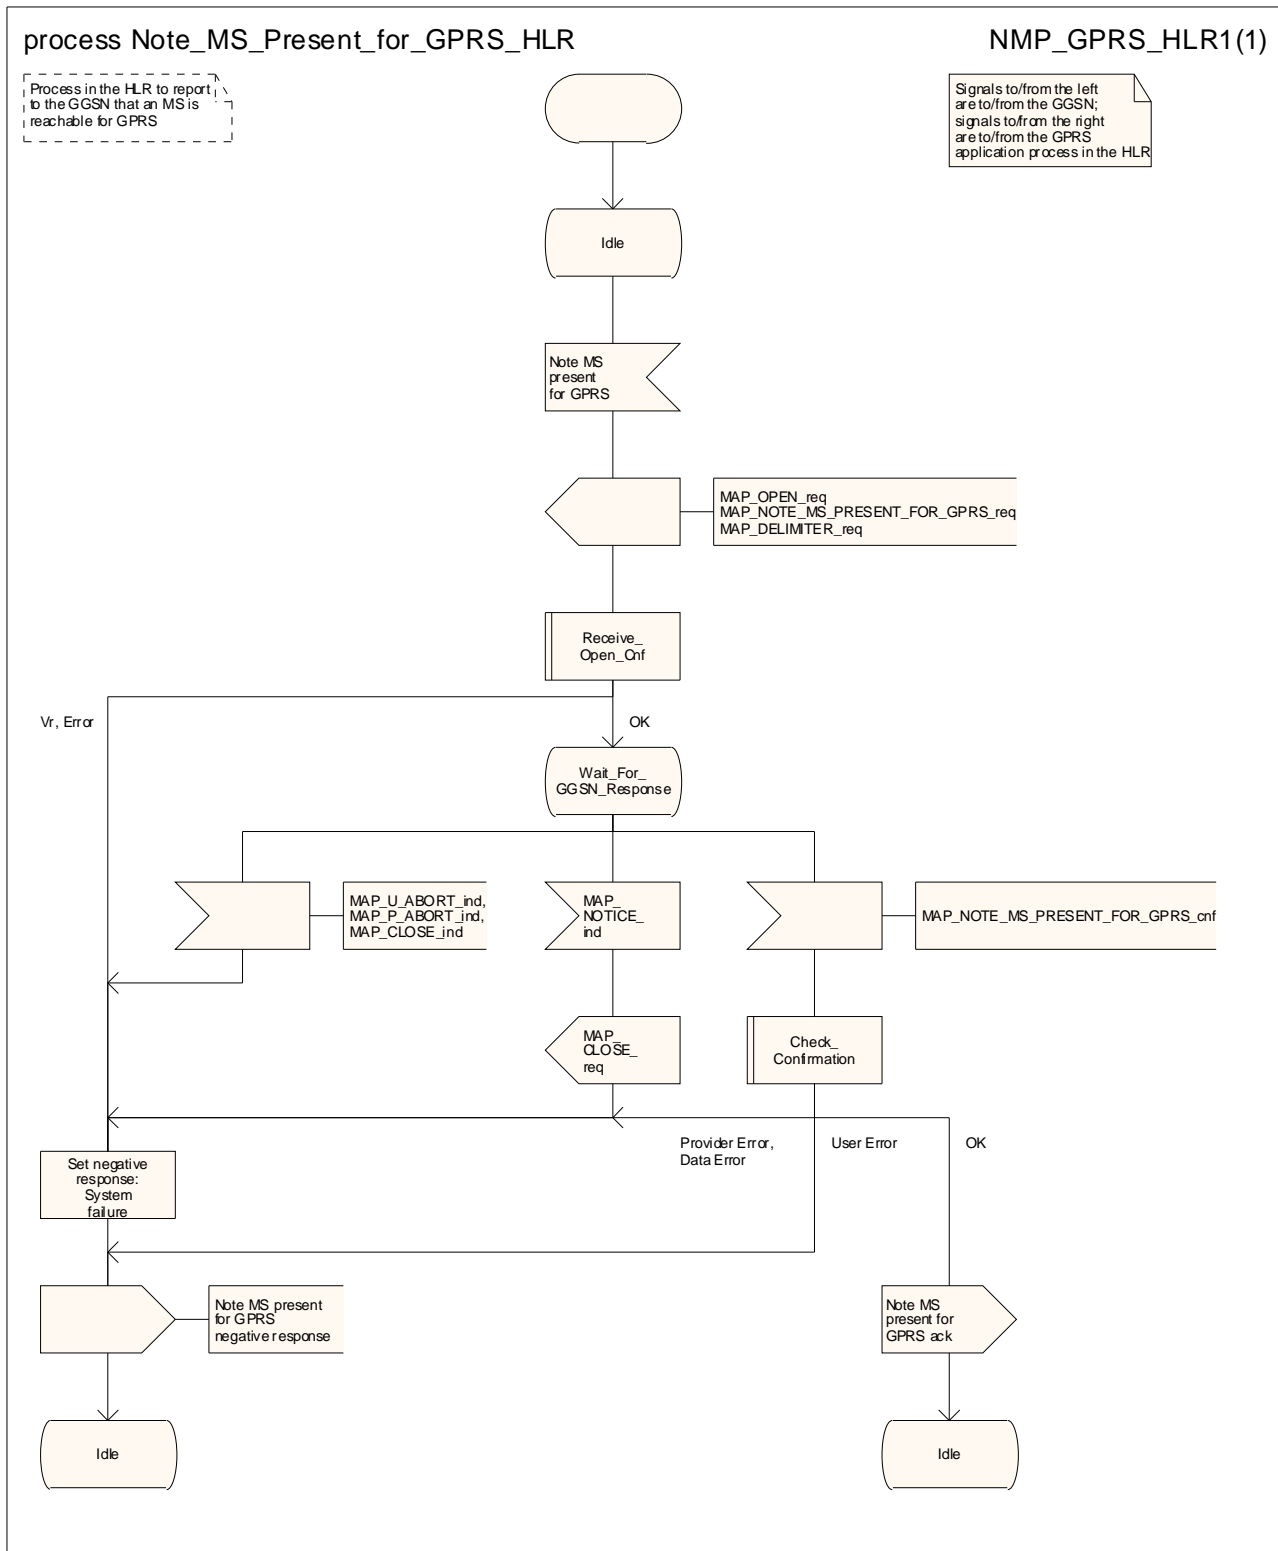 process Note_MS_Present_for_GPRS_HLR
NMP_GPRS_HLR1(1)
Process in the HLR to report
to the GGSN that an MS is
reachable for GPRS
Signals to/from the left
are to/from the GGSN;
signals to/from the right
are to/from the GPRS
application process in the HLR
Idle
Note MS
present
for GPRS
MAP_OPEN_req
MAP_NOTE_MS_PRESENT_FOR_GPRS_req
MAP_DELIMITER_req
Receive_
Open_Cnf
Vr, Error
OK
Wait_For_
GGSN_Response
MAP_U_ABORT_ind,
MAP_P_ABORT_ind,
MAP_CLOSE_ind
MAP_
NOTICE_
ind
MAP_NOTE_MS_PRESENT_FOR_GPRS_cnf
MAP_
CLOSE_
req
Check_
Confirmation
Provider Error,
Data Error
User Error
OK
Set negative
response:
System
failure
Note MS present
for GPRS
negative response
Note MS
present for
GPRS ack
Idle
Idle